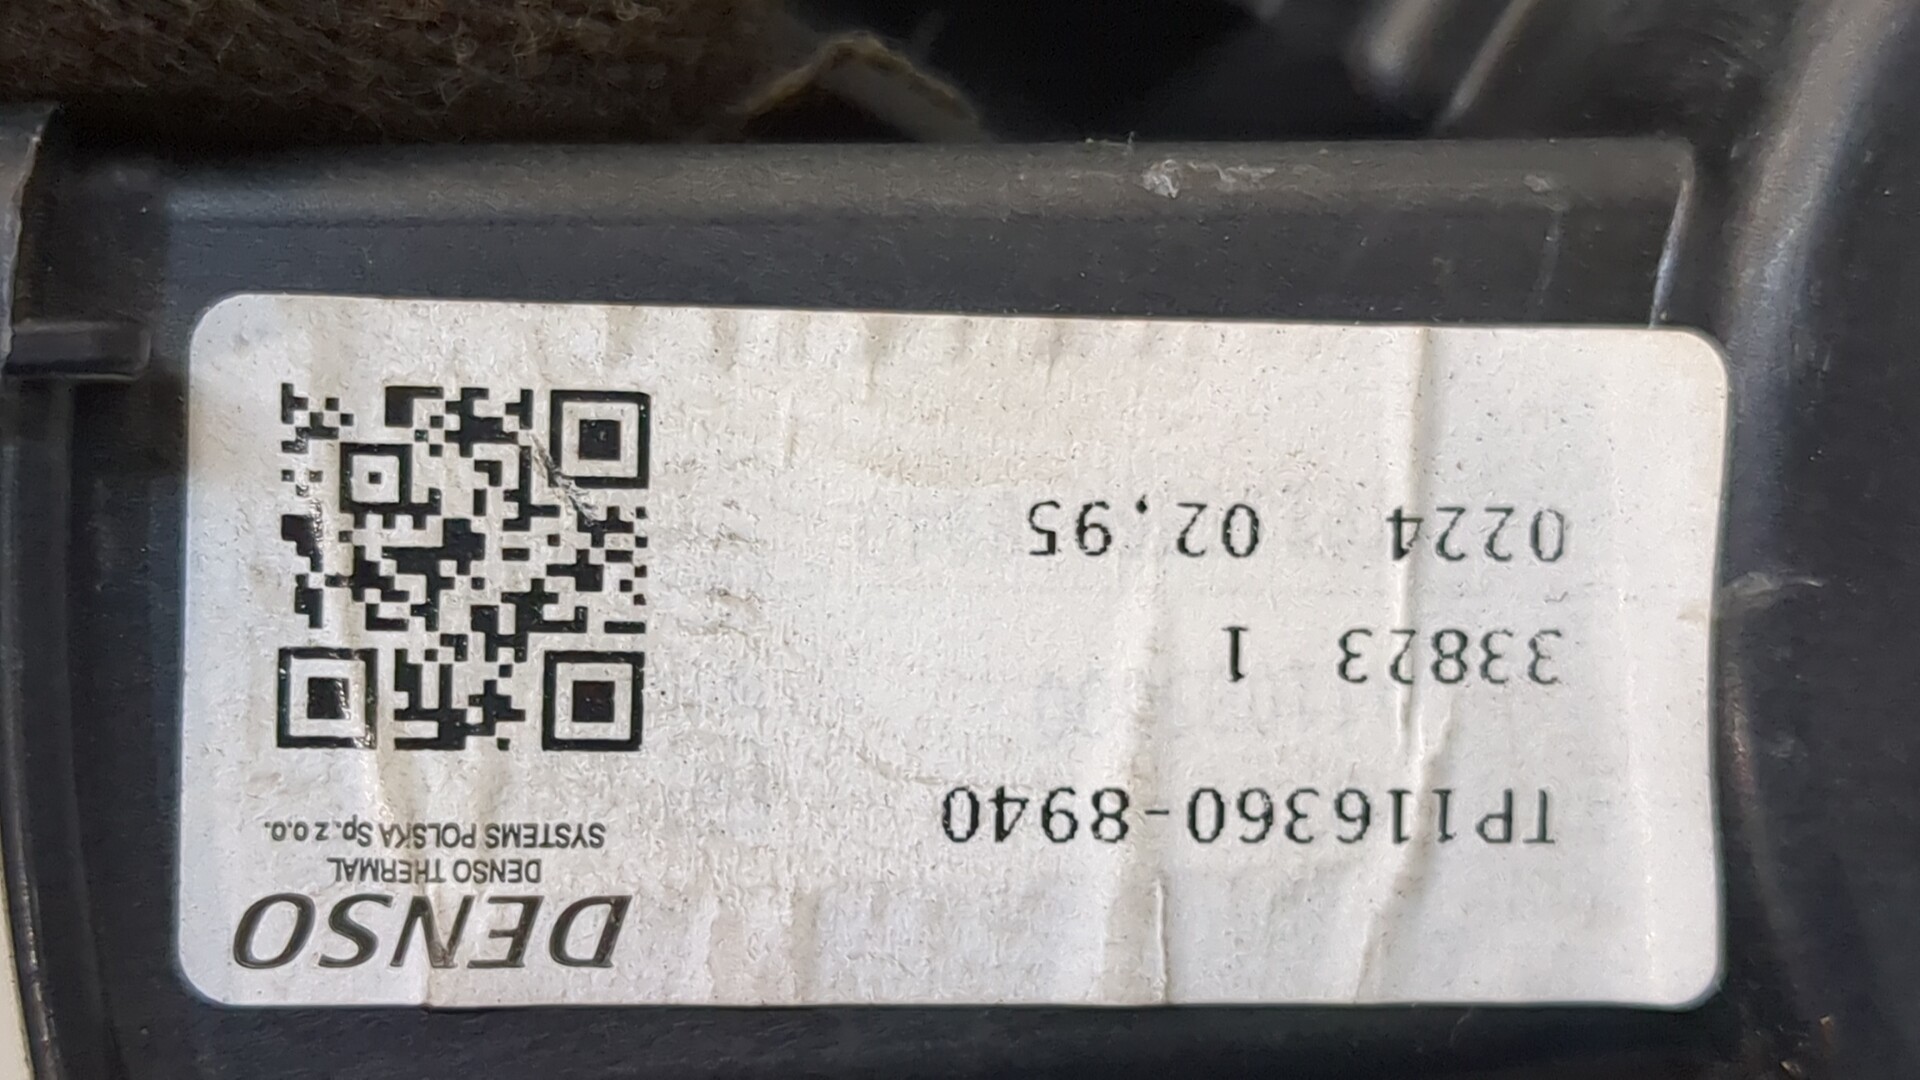 DENSO
DENSO THERMAL
SYSTEMS POLSKA Sp. z o.o.
TP116360-8940
33823 1
0224 02.95